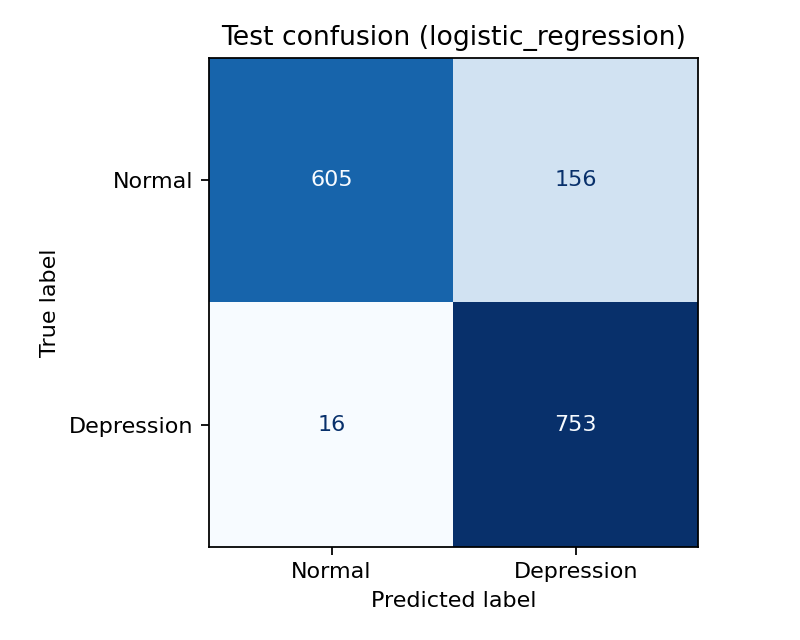 Test confusion (logistic_regression)
True label
Normal
605 156
Depression
16 753
Normal Depression
Predicted label